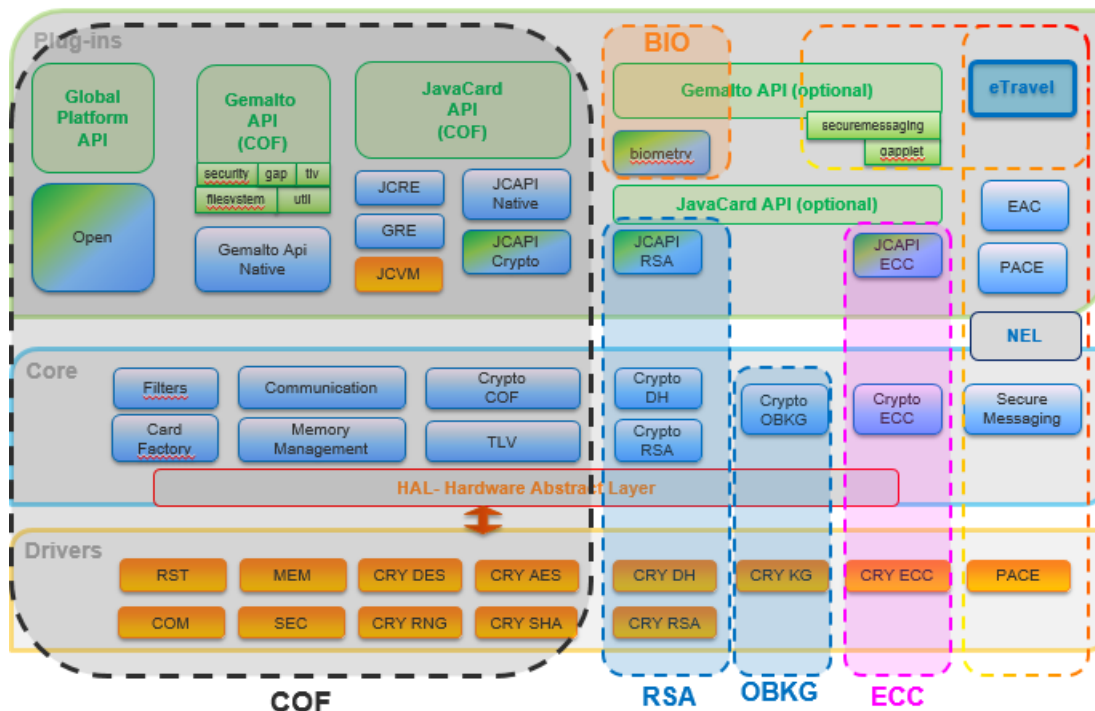 Plug-ins
BIO
Global
Platform
API
Gemalto
API
(COF)
JavaCard
API
(COF)
Gemalto API (optional)
eTravel
securemessaging
gapplet
biometry
security
gap
tlv
filesystem
util
JCRE
JCAPI
Native
JavaCard API (optional)
EAC
Open
Gemalto Api
Native
GRE
JCAPI
Crypto
JCAPI
RSA
JCAPI
ECC
PACE
JCVM
NEL
Core
Filters
Communication
Crypto
COF
Crypto
DH
Crypto
OBKG
Crypto
ECC
Secure
Messaging
Card
Factory
Memory
Management
TLV
Crypto
RSA
HAL- Hardware Abstract Layer
Drivers
RST
MEM
CRY DES
CRY AES
CRY DH
CRY KG
CRY ECC
PACE
COM
SEC
CRY RNG
CRY SHA
CRY RSA
COF
RSA
OBKG
ECC